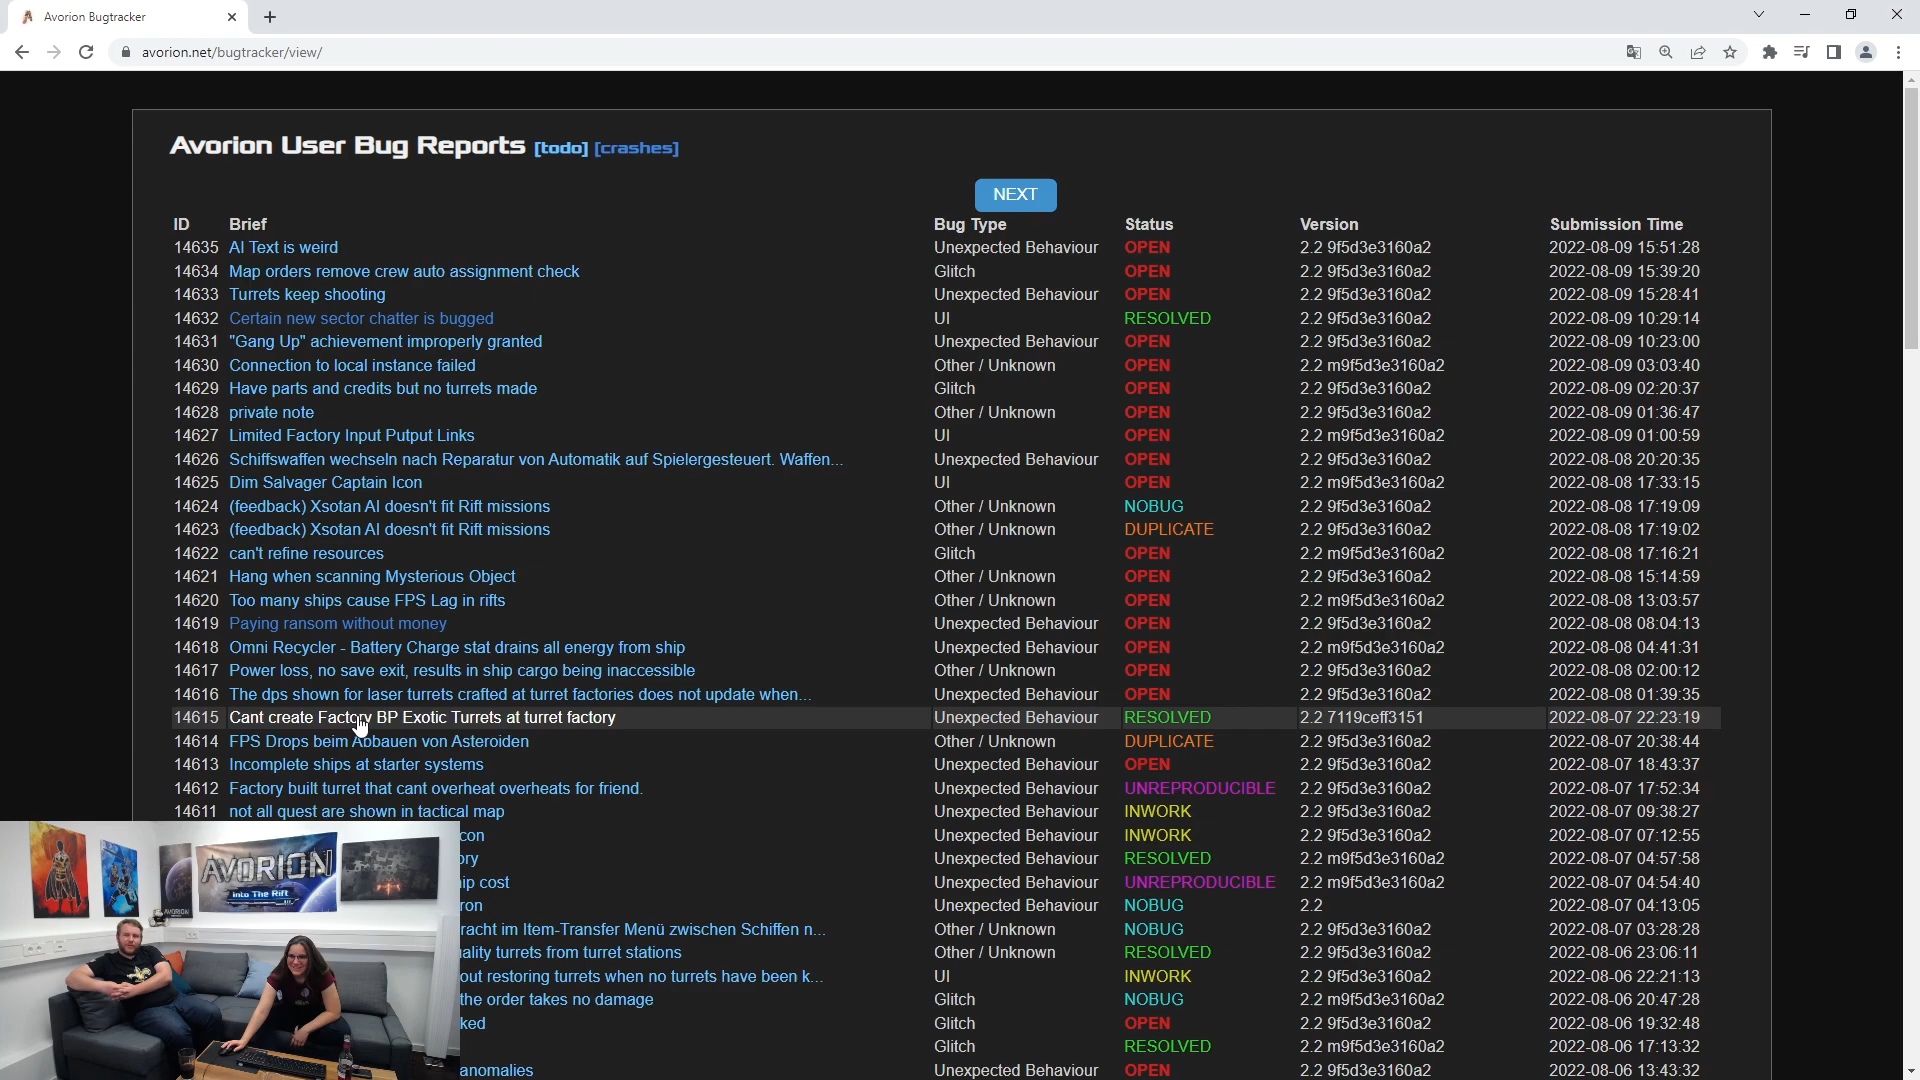 Avorion Bugtracker
avorion.net/bugtracker/view/
Avorion User Bug Reports [todo] [crashes]
NEXT
ID Brief Bug Type Status Version Submission Time
14635 AI Text is weird Unexpected Behaviour OPEN 2.2 9f5d3e3160a2 2022-08-09 15:51:28
14634 Map orders remove crew auto assignment check Glitch OPEN 2.2 9f5d3e3160a2 2022-08-09 15:39:20
14633 Turrets keep shooting Unexpected Behaviour OPEN 2.2 9f5d3e3160a2 2022-08-09 15:28:41
14632 Certain new sector chatter is bugged UI RESOLVED 2.2 9f5d3e3160a2 2022-08-09 10:29:14
14631 "Gang Up" achievement improperly granted Unexpected Behaviour OPEN 2.2 9f5d3e3160a2 2022-08-09 10:23:00
14630 Connection to local instance failed Other / Unknown OPEN 2.2 m9f5d3e3160a2 2022-08-09 03:03:40
14629 Have parts and credits but no turrets made Glitch OPEN 2.2 9f5d3e3160a2 2022-08-09 02:20:37
14628 private note Other / Unknown OPEN 2.2 9f5d3e3160a2 2022-08-09 01:36:47
14627 Limited Factory Input Putput Links UI OPEN 2.2 m9f5d3e3160a2 2022-08-09 01:00:59
14626 Schiffswaffen wechseln nach Reparatur von Automatik auf Spielergesteuert. Waffen... Unexpected Behaviour OPEN 2.2 9f5d3e3160a2 2022-08-08 20:20:35
14625 Dim Salvager Captain Icon UI OPEN 2.2 m9f5d3e3160a2 2022-08-08 17:33:15
14624 (feedback) Xsotan AI doesn't fit Rift missions Other / Unknown NOBUG 2.2 9f5d3e3160a2 2022-08-08 17:19:09
14623 (feedback) Xsotan AI doesn't fit Rift missions Other / Unknown DUPLICATE 2.2 9f5d3e3160a2 2022-08-08 17:19:02
14622 can't refine resources Glitch OPEN 2.2 m9f5d3e3160a2 2022-08-08 17:16:21
14621 Hang when scanning Mysterious Object Other / Unknown OPEN 2.2 9f5d3e3160a2 2022-08-08 15:14:59
14620 Too many ships cause FPS Lag in rifts Other / Unknown OPEN 2.2 m9f5d3e3160a2 2022-08-08 13:03:57
14619 Paying ransom without money Unexpected Behaviour OPEN 2.2 9f5d3e3160a2 2022-08-08 08:04:13
14618 Omni Recycler - Battery Charge stat drains all energy from ship Unexpected Behaviour OPEN 2.2 m9f5d3e3160a2 2022-08-08 04:41:31
14617 Power loss, no save exit, results in ship cargo being inaccessible Other / Unknown OPEN 2.2 9f5d3e3160a2 2022-08-08 02:00:12
14616 The dps shown for laser turrets crafted at turret factories does not update when... Unexpected Behaviour OPEN 2.2 9f5d3e3160a2 2022-08-08 01:39:35
14615 Cant create Factory BP Exotic Turrets at turret factory Unexpected Behaviour RESOLVED 2.2 7119ceff3151 2022-08-07 22:23:19
14614 FPS Drops beim Abbauen von Asteroiden Other / Unknown DUPLICATE 2.2 9f5d3e3160a2 2022-08-07 20:38:44
14613 Incomplete ships at starter systems Unexpected Behaviour OPEN 2.2 9f5d3e3160a2 2022-08-07 18:43:37
14612 Factory built turret that cant overheat overheats for friend. Unexpected Behaviour UNREPRODUCIBLE 2.2 9f5d3e3160a2 2022-08-07 17:52:34
14611 not all quest are shown in tactical map Unexpected Behaviour INWORK 2.2 9f5d3e3160a2 2022-08-07 09:38:27
con Unexpected Behaviour INWORK 2.2 9f5d3e3160a2 2022-08-07 07:12:55
ory Unexpected Behaviour RESOLVED 2.2 m9f5d3e3160a2 2022-08-07 04:57:58
ip cost Unexpected Behaviour UNREPRODUCIBLE 2.2 m9f5d3e3160a2 2022-08-07 04:54:40
ron Unexpected Behaviour NOBUG 2.2 2022-08-07 04:13:05
racht im Item-Transfer Menü zwischen Schiffen n... Other / Unknown NOBUG 2.2 9f5d3e3160a2 2022-08-07 03:28:28
ality turrets from turret stations Other / Unknown RESOLVED 2.2 9f5d3e3160a2 2022-08-06 23:06:11
out restoring turrets when no turrets have been k... UI INWORK 2.2 9f5d3e3160a2 2022-08-06 22:21:13
the order takes no damage Glitch NOBUG 2.2 m9f5d3e3160a2 2022-08-06 20:47:28
ked Glitch OPEN 2.2 9f5d3e3160a2 2022-08-06 19:32:48
Glitch RESOLVED 2.2 m9f5d3e3160a2 2022-08-06 17:13:32
anomalies Unexpected Behaviour OPEN 2.2 9f5d3e3160a2 2022-08-06 13:43:32
AVORION
Into The Rift
AVORION